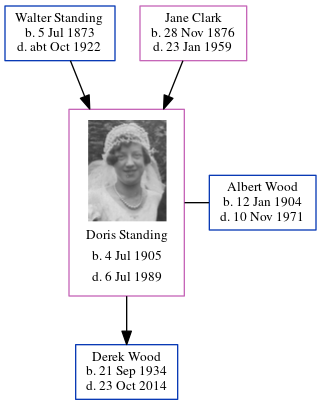 Walter Standing
b. 5 Jul 1873
d. abt Oct 1922
Jane Clark
b. 28 Nov 1876
d. 23 Jan 1959
Doris Standing
b. 4 Jul 1905
d. 6 Jul 1989
Albert Wood
b. 12 Jan 1904
d. 10 Nov 1971
Derek Wood
b. 21 Sep 1934
d. 23 Oct 2014